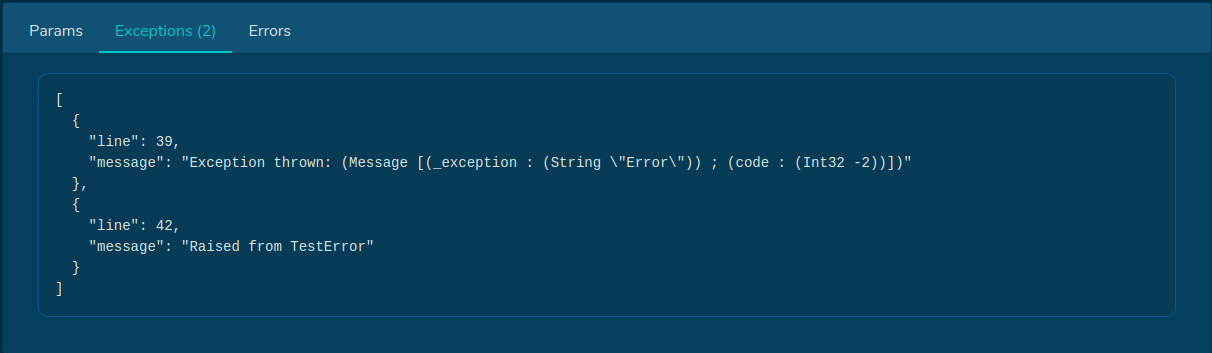 Params Exceptions (2) Errors
[
  {
    "line": 39,
    "message": "Exception thrown: (Message [(_exception : (String \"Error\")) ; (code : (Int32 -2))])"
  },
  {
    "line": 42,
    "message": "Raised from TestError"
  }
]